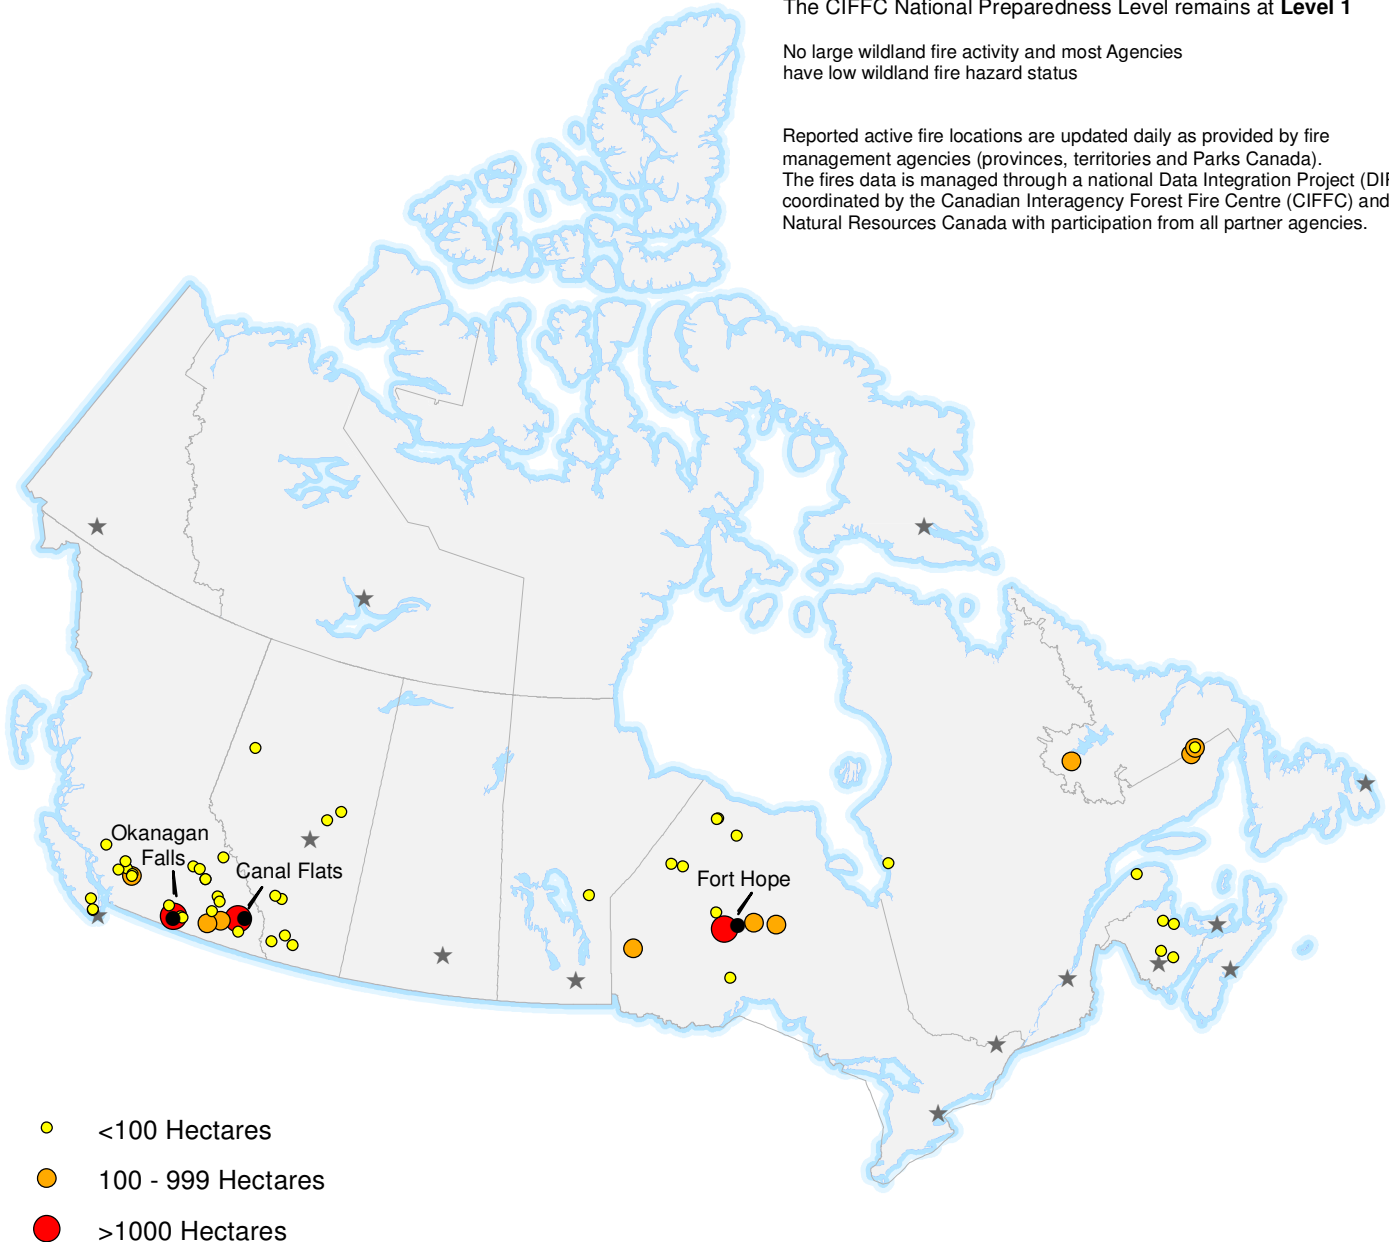 The CIFFC National Preparedness Level remains at Level 1
No large wildland fire activity and most Agencies
have low wildland fire hazard status
Reported active fire locations are updated daily as provided by fire
management agencies (provinces, territories and Parks Canada).
The fires data is managed through a national Data Integration Project (DIF
coordinated by the Canadian Interagency Forest Fire Centre (CIFFC) and
Natural Resources Canada with participation from all partner agencies.
Okanagan
Falls
Canal Flats
Fort Hope
<100 Hectares
100 - 999 Hectares
>1000 Hectares